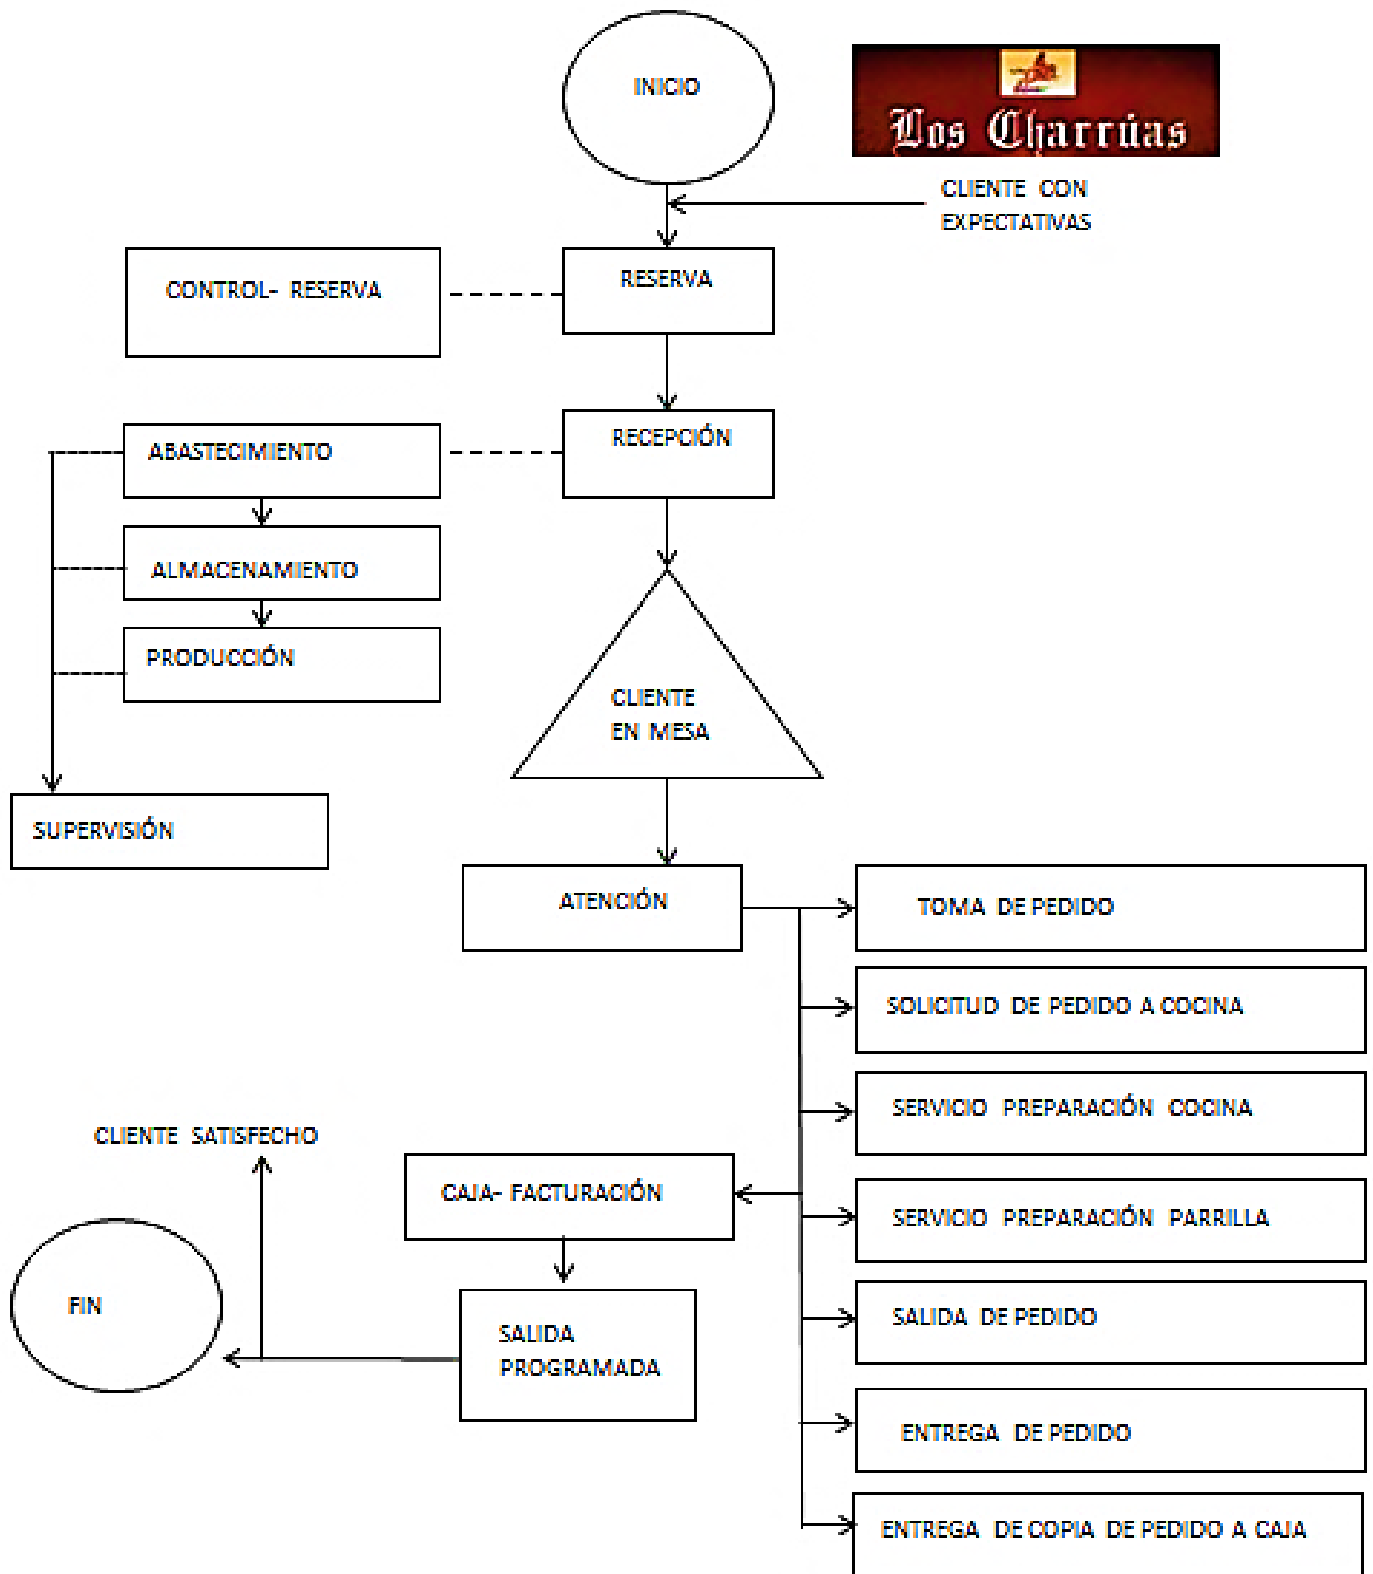 INICIO
Los Charrúas
CLIENTE CON
EXPECTATIVAS
CONTROL- RESERVA
RESERVA
RECEPCIÓN
ABASTECIMIENTO
ALMACENAMIENTO
PRODUCCIÓN
CLIENTE
EN MESA
SUPERVISIÓN
ATENCIÓN
TOMA DE PEDIDO
SOLICITUD DE PEDIDO A COCINA
SERVICIO PREPARACIÓN COCINA
CLIENTE SATISFECHO
CAJA- FACTURACIÓN
SERVICIO PREPARACIÓN PARRILLA
FIN
SALIDA
PROGRAMADA
SALIDA DE PEDIDO
ENTREGA DE PEDIDO
ENTREGA DE COPIA DE PEDIDO A CAJA